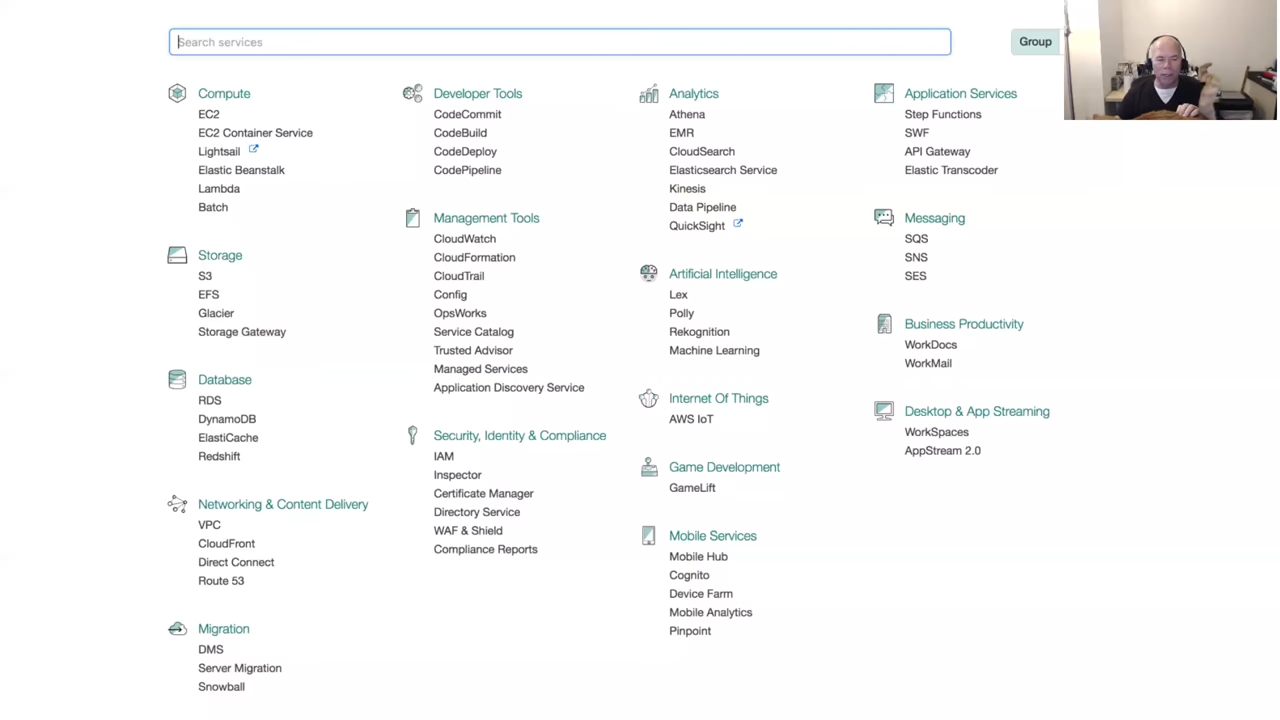 Search services
Group
Compute
EC2
EC2 Container Service
Lightsail
Elastic Beanstalk
Lambda
Batch
Storage
S3
EFS
Glacier
Storage Gateway
Database
RDS
DynamoDB
ElastiCache
Redshift
Networking & Content Delivery
VPC
CloudFront
Direct Connect
Route 53
Migration
DMS
Server Migration
Snowball
Developer Tools
CodeCommit
CodeBuild
CodeDeploy
CodePipeline
Management Tools
CloudWatch
CloudFormation
CloudTrail
Config
OpsWorks
Service Catalog
Trusted Advisor
Managed Services
Application Discovery Service
Security, Identity & Compliance
IAM
Inspector
Certificate Manager
Directory Service
WAF & Shield
Compliance Reports
Analytics
Athena
EMR
CloudSearch
Elasticsearch Service
Kinesis
Data Pipeline
QuickSight
Artificial Intelligence
Lex
Polly
Rekognition
Machine Learning
Internet Of Things
AWS IoT
Game Development
GameLift
Mobile Services
Mobile Hub
Cognito
Device Farm
Mobile Analytics
Pinpoint
Application Services
Step Functions
SWF
API Gateway
Elastic Transcoder
Messaging
SQS
SNS
SES
Business Productivity
WorkDocs
WorkMail
Desktop & App Streaming
WorkSpaces
AppStream 2.0